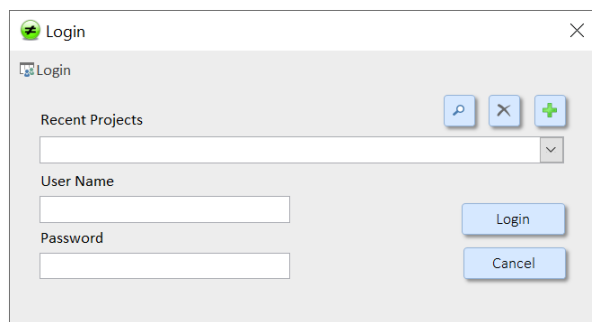 Login
Login
Recent Projects
User Name
Login
Password
Cancel